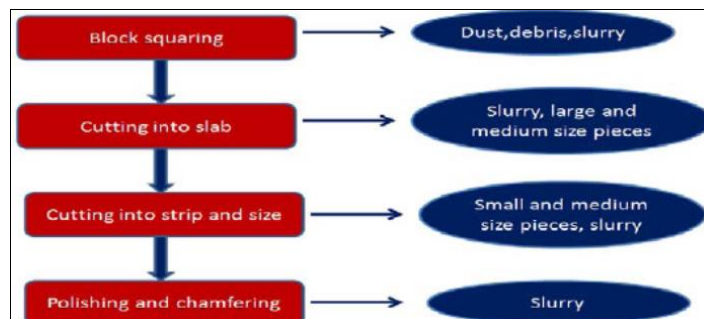 Block squaring
Dust,debris,slurry
Cutting into slab
Slurry, large and
medium size pieces
Cutting into strip and size
Small and medium
size pieces, slurry
Polishing and chamfering
Slurry